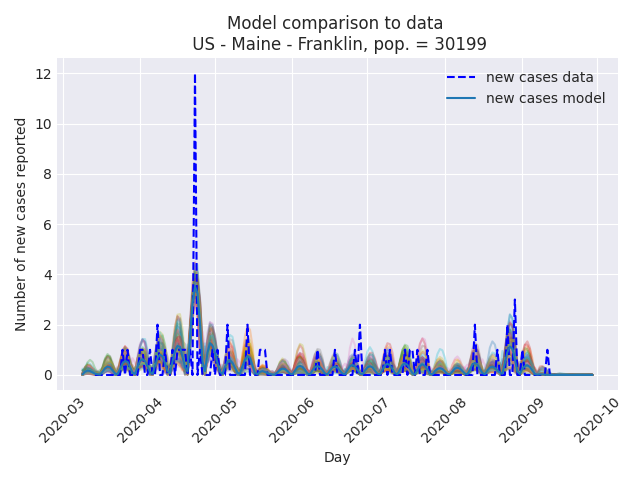 Model comparison to data
US - Maine - Franklin, pop. = 30199
new cases data
new cases model
Number of new cases reported
12
10
8
6
4
2
0
2020-03
2020-04
2020-05
2020-06
2020-07
2020-08
2020-09
2020-10
Day